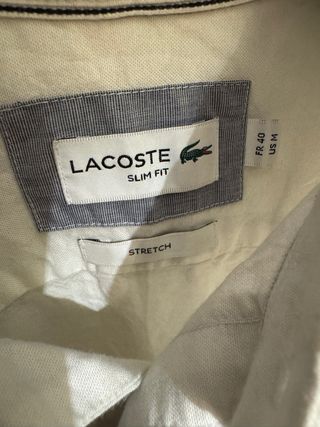 LACOSTE
SLIM FIT
FR 40
US M
STRETCH